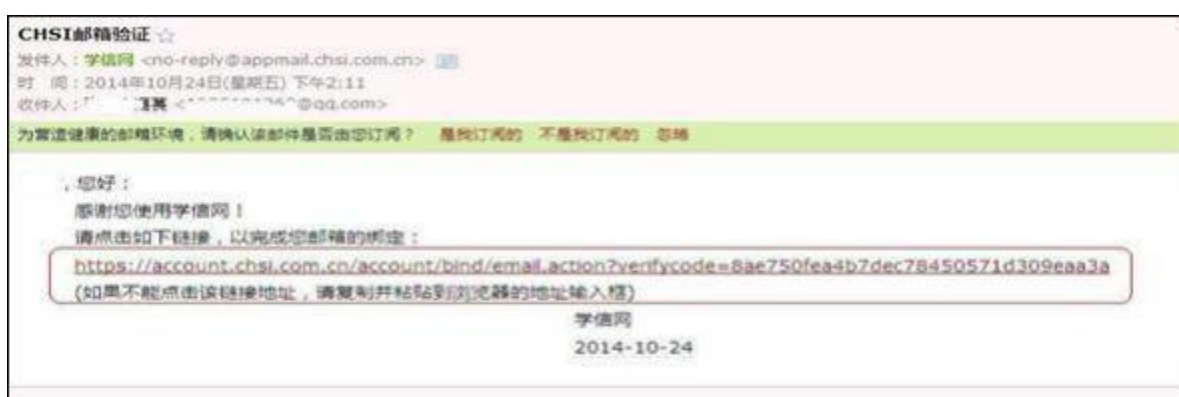 CHSI邮箱验证 ☆
发件人：学信网 <no-reply@appmail.chsi.com.cn>
时 间：2014年10月24日(星期五) 下午2:11
收件人： 英 < @qq.com>
为营造健康的邮箱环境，请确认该邮件是否由您订阅？ 是我订阅的 不是我订阅的 忽略
，您好：
感谢您使用学信网！
请点击如下链接，以完成您邮箱的绑定：
https://account.chsi.com.cn/account/bind/email.action?verifycode=8ae750fea4b7dec78450571d309eaa3a
(如果不能点击该链接地址，请复制并粘贴到浏览器的地址输入框)
学信网
2014-10-24